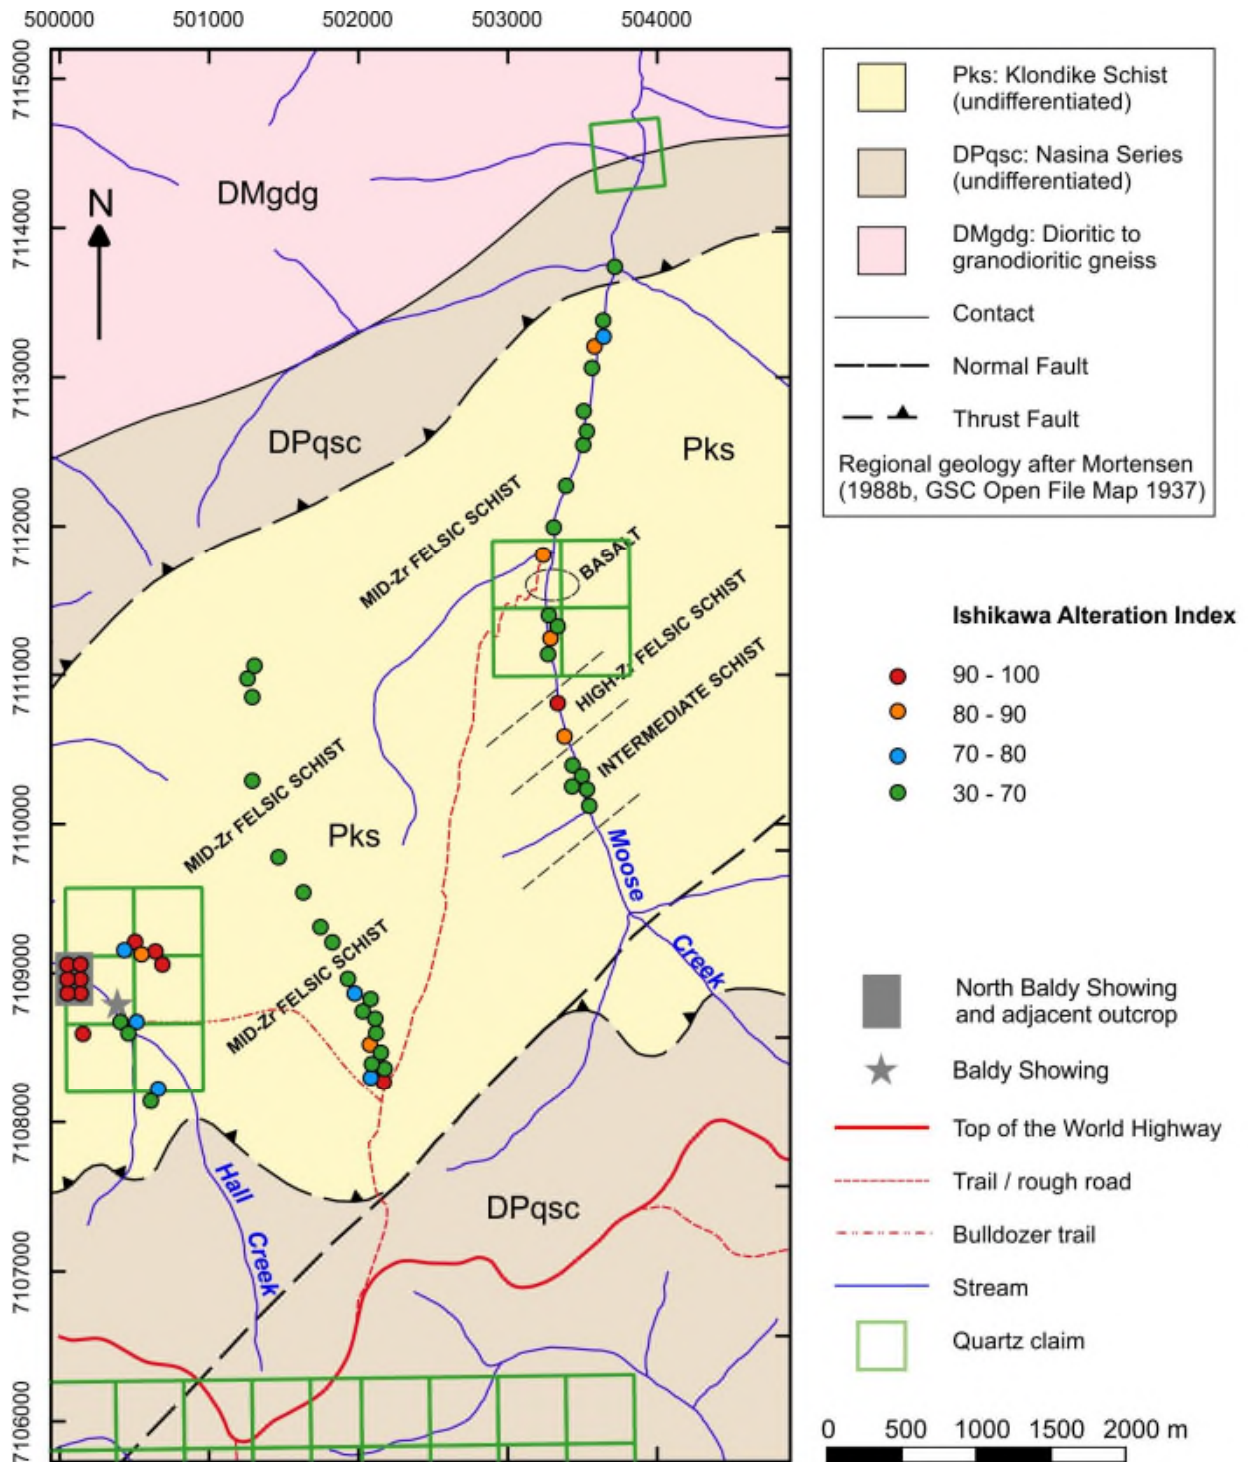 500000 501000 502000 503000 504000
7115000
7114000
7113000
7112000
7111000
7110000
7109000
7108000
7107000
7106000
N
DMgdg
DPqsc
Pks
MID-Zr FELSIC SCHIST
BASALT
HIGH-Zr FELSIC SCHIST
INTERMEDIATE SCHIST
MID-Zr FELSIC SCHIST
Pks
Moose
Creek
MID-Zr FELSIC SCHIST
Hall
Creek
DPqsc
Pks: Klondike Schist
(undifferentiated)
DPqsc: Nasina Series
(undifferentiated)
DMgdg: Dioritic to
granodioritic gneiss
Contact
Normal Fault
Thrust Fault
Regional geology after Mortensen
(1988b, GSC Open File Map 1937)
Ishikawa Alteration Index
90 - 100
80 - 90
70 - 80
30 - 70
North Baldy Showing
and adjacent outcrop
Baldy Showing
Top of the World Highway
Trail / rough road
Bulldozer trail
Stream
Quartz claim
0 500 1000 1500 2000 m